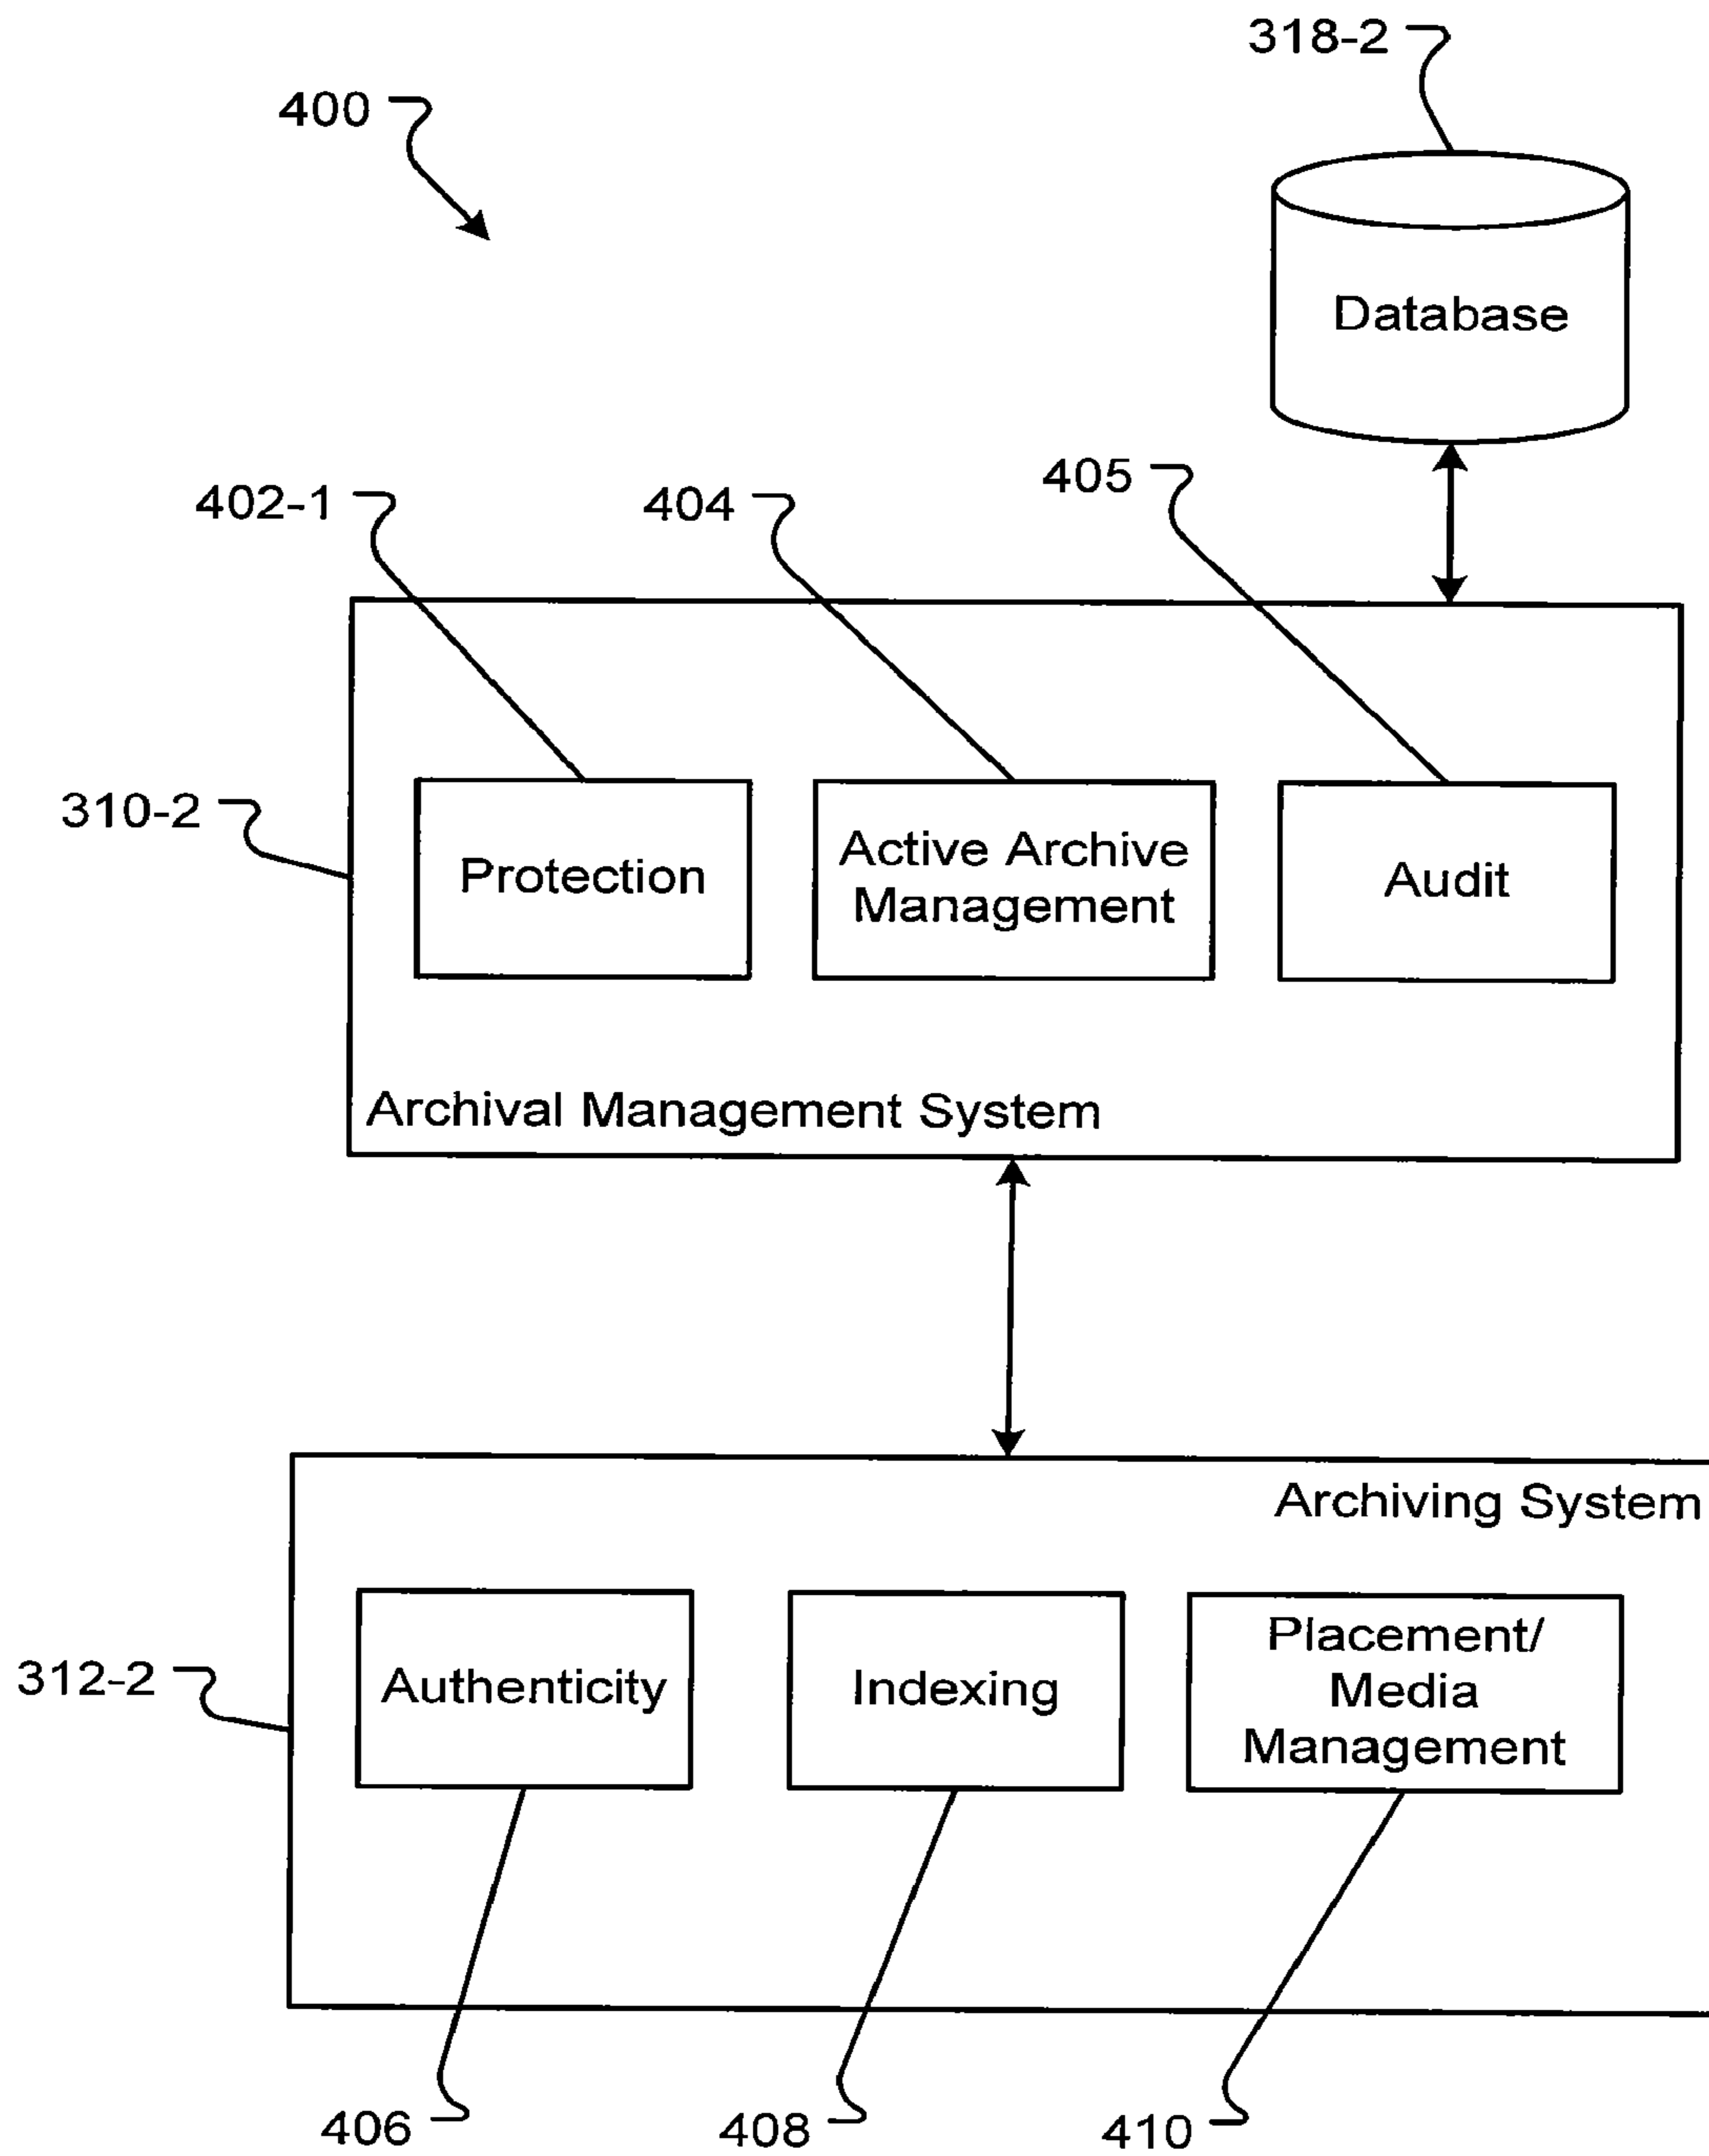 318-2
400
Database
405
402-1
404
310-2
Protection
Active Archive
Management
Audit
Archival Management System
Archiving System
312-2
Authenticity
Indexing
Placement/
Media
Management
406
408
410